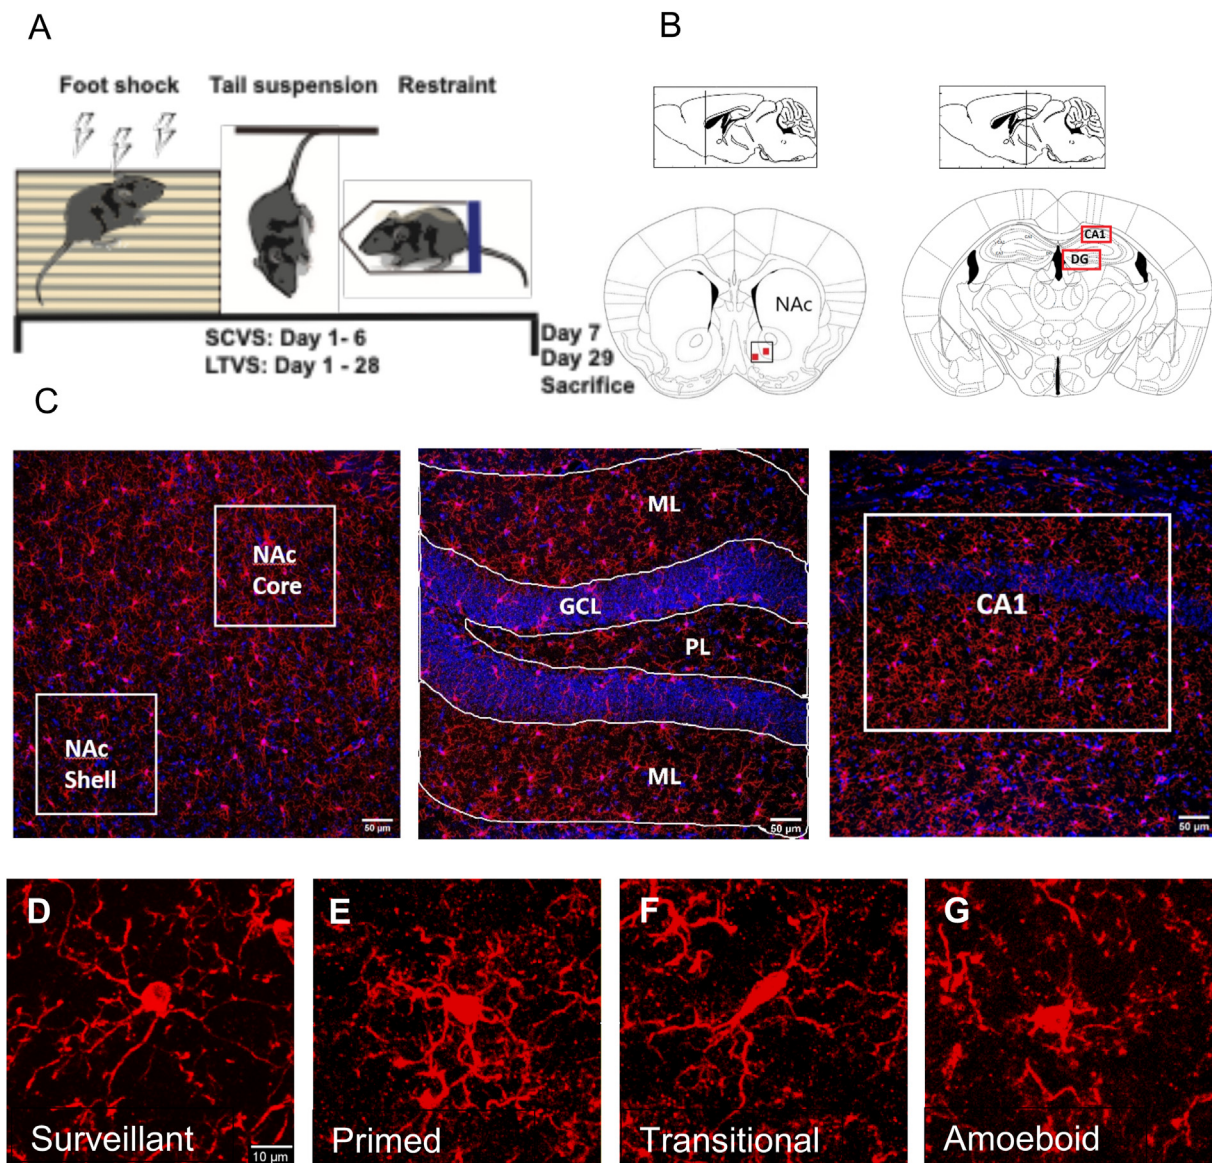 A
B
Foot shock
Tail suspension
Restraint
SCVS: Day 1- 6
LTVS: Day 1 - 28
Day 7
Day 29
Sacrifice
NAc
CA1
DG
C
NAc
Core
NAc
Shell
50 µm
ML
GCL
PL
ML
50 µm
CA1
50 µm
D
Surveillant
10 µm
E
Primed
F
Transitional
G
Amoeboid